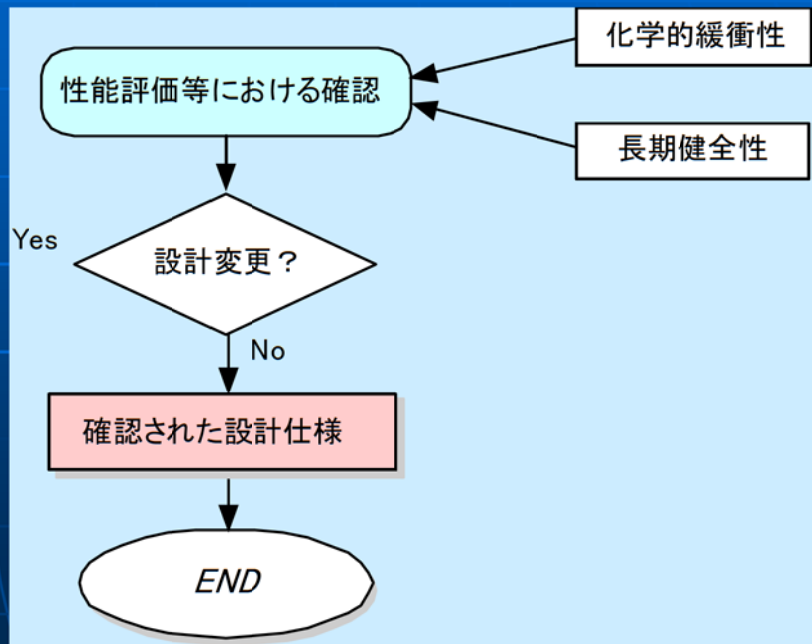 化学的緩衝性
性能評価等における確認
長期健全性
Yes
設計変更？
No
確認された設計仕様
END